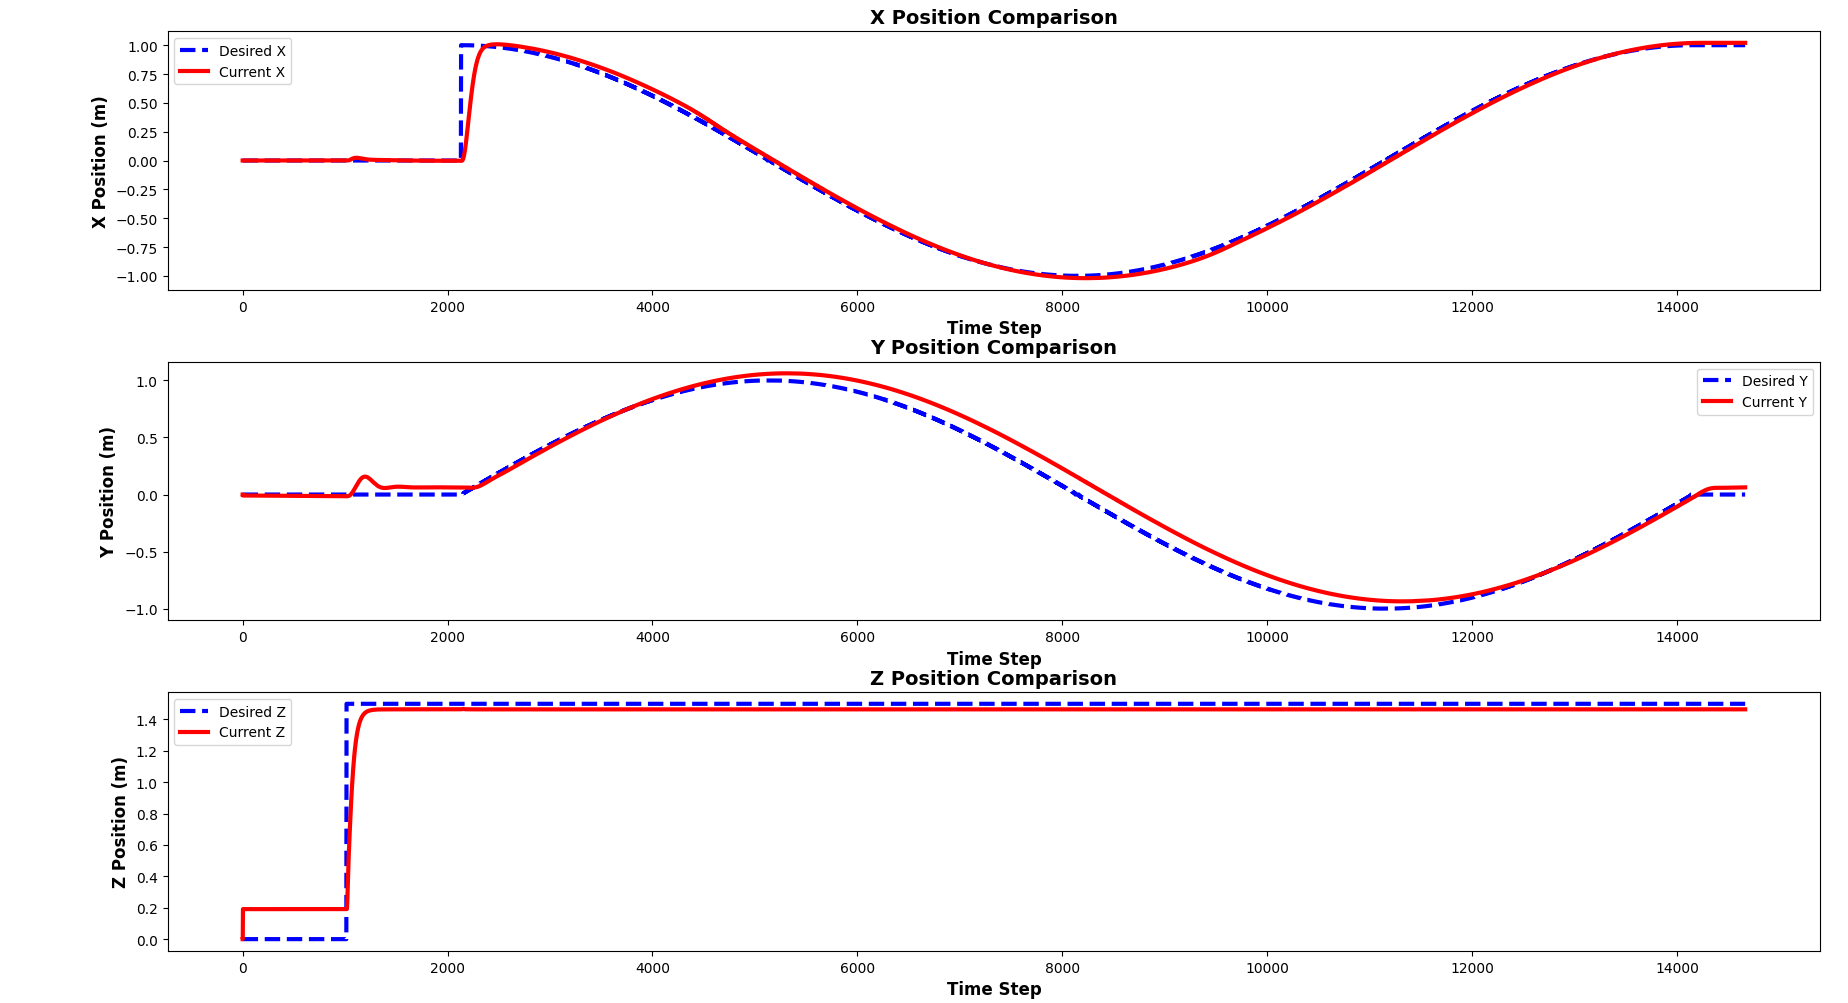 X Position Comparison
Desired X
Current X
X Position (m)
1.00
0.75
0.50
0.25
0.00
−0.25
−0.50
−0.75
−1.00
0 2000 4000 6000 8000 10000 12000 14000
Time Step
Y Position Comparison
Desired Y
Current Y
Y Position (m)
1.0
0.5
0.0
−0.5
−1.0
0 2000 4000 6000 8000 10000 12000 14000
Time Step
Z Position Comparison
Desired Z
Current Z
Z Position (m)
1.4
1.2
1.0
0.8
0.6
0.4
0.2
0.0
0 2000 4000 6000 8000 10000 12000 14000
Time Step